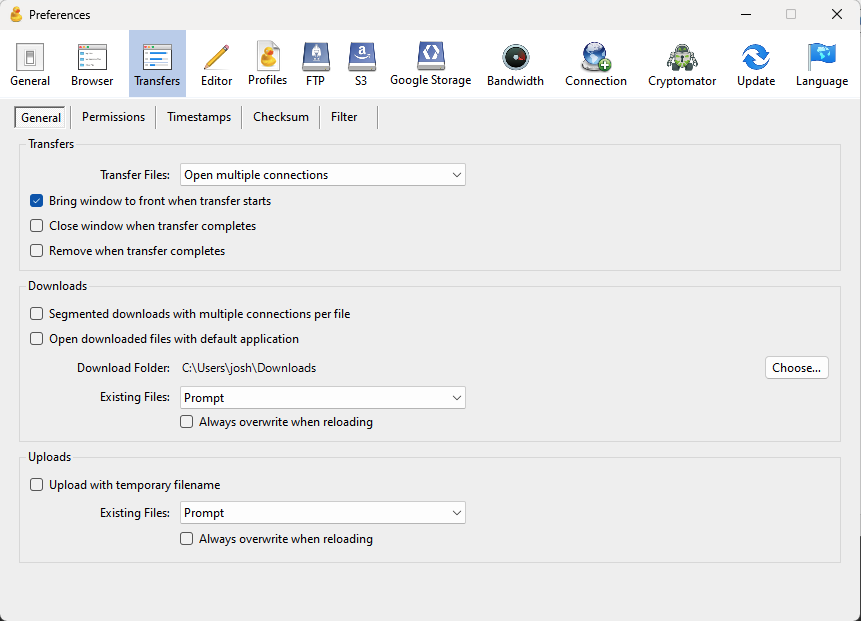 Preferences
General Browser Transfers Editor Profiles FTP S3 Google Storage Bandwidth Connection Cryptomator Update Language
General Permissions Timestamps Checksum Filter
Transfers
Transfer Files: Open multiple connections
Bring window to front when transfer starts
Close window when transfer completes
Remove when transfer completes
Downloads
Segmented downloads with multiple connections per file
Open downloaded files with default application
Download Folder: C:\Users\josh\Downloads Choose...
Existing Files: Prompt
Always overwrite when reloading
Uploads
Upload with temporary filename
Existing Files: Prompt
Always overwrite when reloading